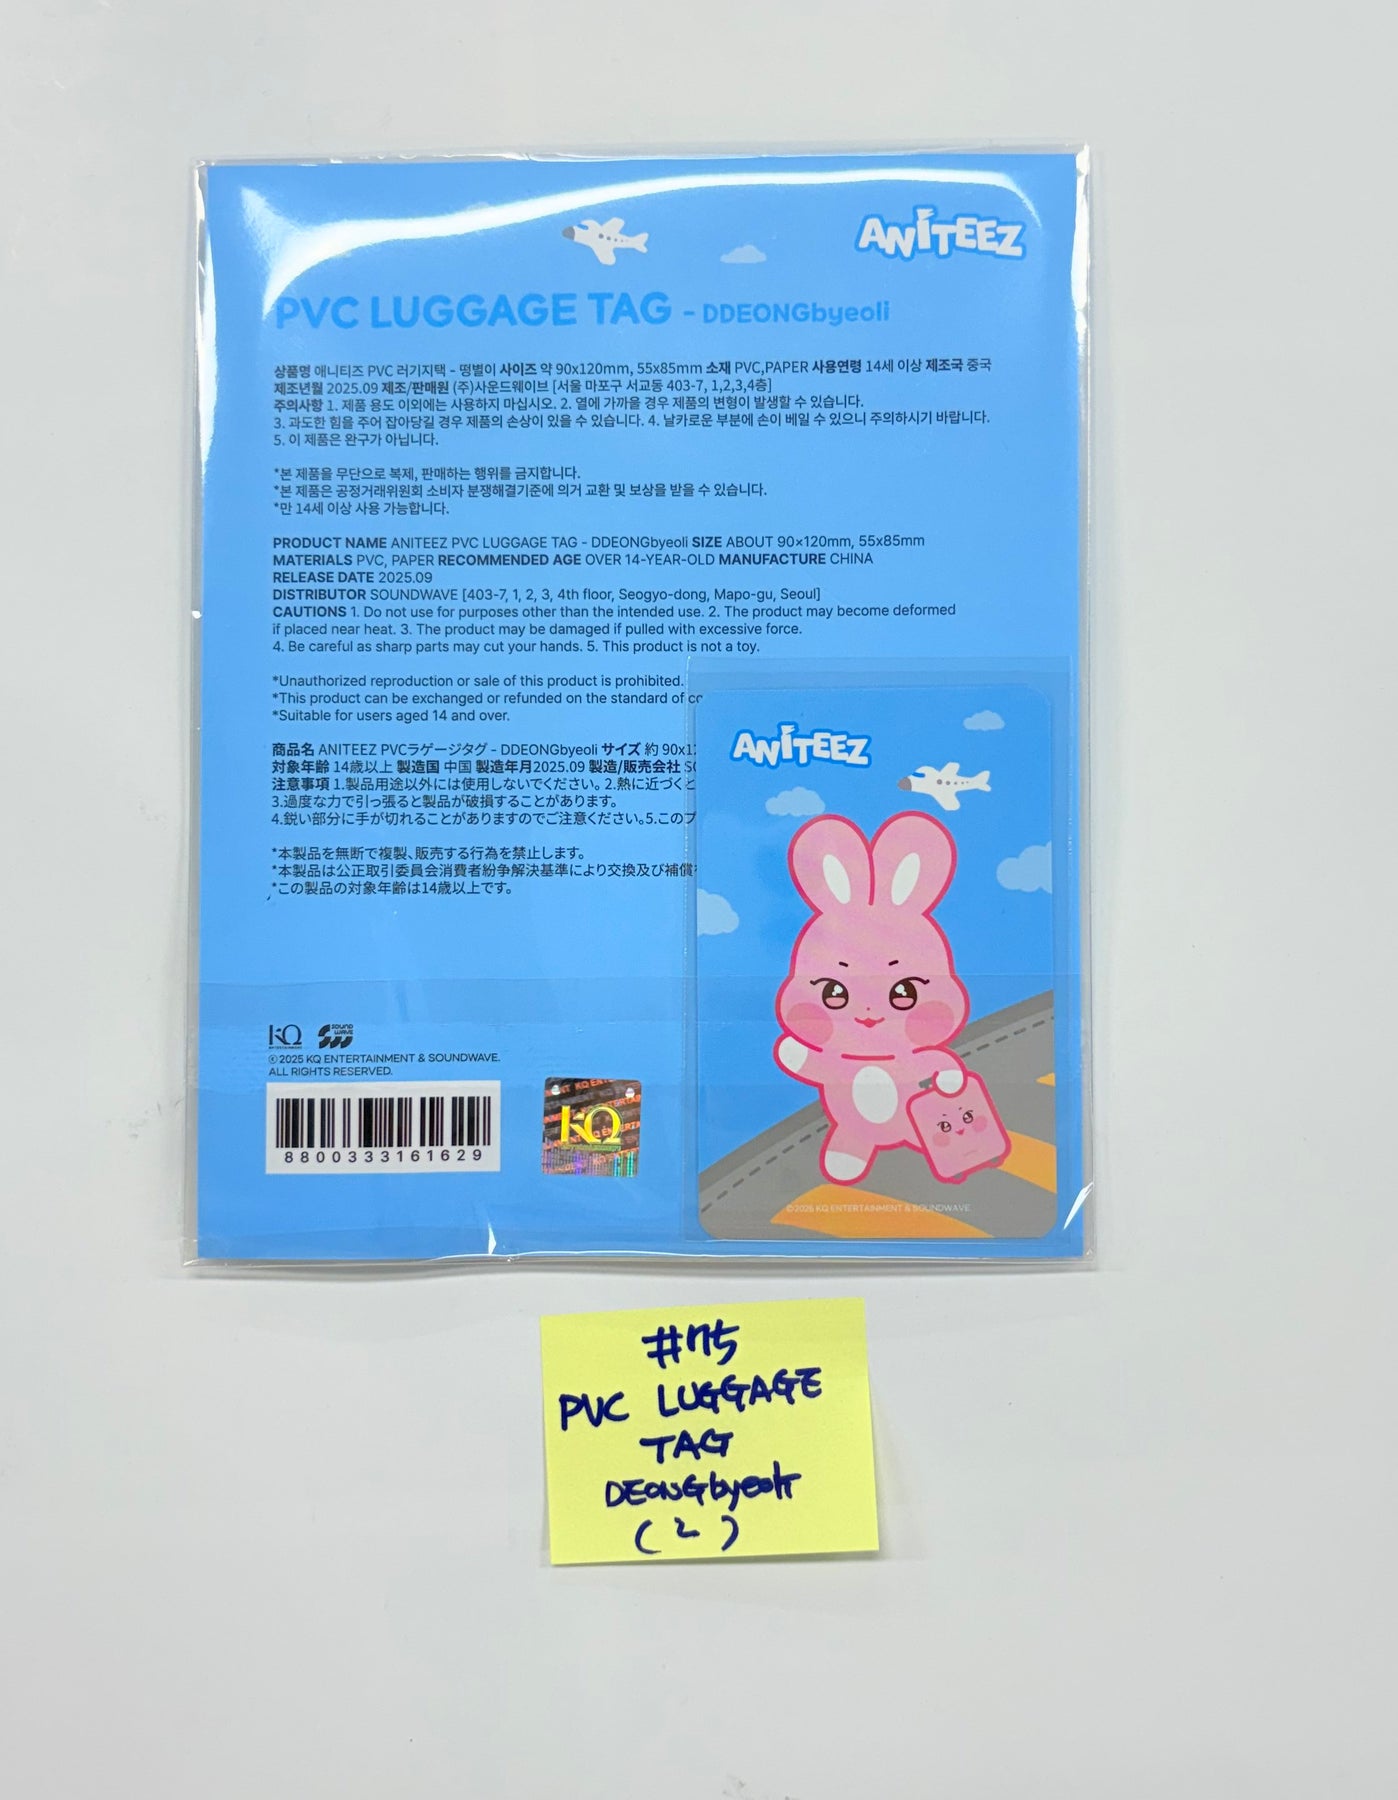 ANITEEZ
PVC LUGGAGE TAG - DDEONGbyeoli
상품명 애니티즈 PVC 러기지택 - 떵별이 사이즈 약 90x120mm, 55x85mm 소재 PVC,PAPER 사용연령 14세 이상 제조국 중국
제조년월 2025.09 제조/판매원 (주)사운드웨이브 [서울 마포구 서교동 403-7, 1,2,3,4층]
주의사항 1. 제품 용도 이외에는 사용하지 마십시오. 2. 열에 가까울 경우 제품의 변형이 발생할 수 있습니다.
3. 과도한 힘을 주어 잡아당길 경우 제품의 손상이 있을 수 있습니다. 4. 날카로운 부분에 손이 베일 수 있으니 주의하시기 바랍니다.
5. 이 제품은 완구가 아닙니다.
*본 제품을 무단으로 복제, 판매하는 행위를 금지합니다.
*본 제품은 공정거래위원회 소비자 분쟁해결기준에 의거 교환 및 보상을 받을 수 있습니다.
*만 14세 이상 사용 가능합니다.
PRODUCT NAME ANITEEZ PVC LUGGAGE TAG - DDEONGbyeoli SIZE ABOUT 90×120mm, 55x85mm
MATERIALS PVC, PAPER RECOMMENDED AGE OVER 14-YEAR-OLD MANUFACTURE CHINA
RELEASE DATE 2025.09
DISTRIBUTOR SOUNDWAVE [403-7, 1, 2, 3, 4th floor, Seogyo-dong, Mapo-gu, Seoul]
CAUTIONS 1. Do not use for purposes other than the intended use. 2. The product may become deformed
if placed near heat. 3. The product may be damaged if pulled with excessive force.
4. Be careful as sharp parts may cut your hands. 5. This product is not a toy.
*Unauthorized reproduction or sale of this product is prohibited.
*This product can be exchanged or refunded on the standard of co
*Suitable for users aged 14 and over.
商品名 ANITEEZ PVCラゲージタグ - DDEONGbyeoli サイズ 約 90x12
対象年齢 14歳以上 製造国 中国 製造年月2025.09 製造/販売会社 SO
注意事項 1.製品用途以外には使用しないでください。2.熱に近づくと
3.過度な力で引っ張ると製品が破損することがあります。
4.鋭い部分に手が切れることがありますのでご注意ください。5.このプ
*本製品を無断で複製、販売する行為を禁止します。
*本製品は公正取引委員会消費者紛争解決基準により交換及び補償
*この製品の対象年齢は14歳以上です。
KQ ENTERTAINMENT SOUND WAVE
©2025 KQ ENTERTAINMENT & SOUNDWAVE.
ALL RIGHTS RESERVED.
8800333161629
KQ
ANITEEZ
©2025 KQ ENTERTAINMENT & SOUNDWAVE
#775
PVC LUGGAGE
TAG
DEONGbyeoli
(2)